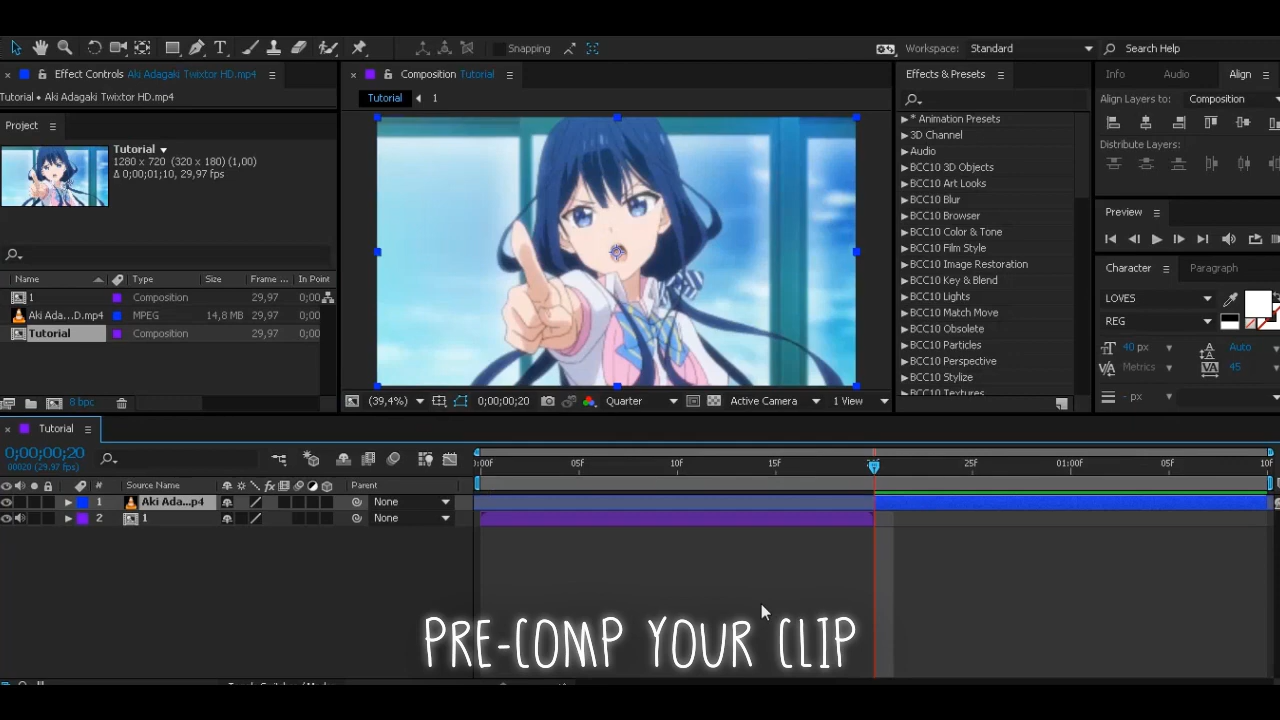 Snapping
Workspace: Standard
Search Help
Effect Controls Aki Adagaki Twixtor HD.mp4
Tutorial • Aki Adagaki Twixtor HD.mp4
Project
Tutorial
1280 x 720 (320 x 180) (1,00)
Δ 0;00;01;10, 29,97 fps
Name Type Size Frame ... In Point
1 Composition 29,97 0;00
Aki Ada...D.mp4 MPEG 14,8 MB 29,97 0;00
Tutorial Composition 29,97 0;00
8 bpc
Composition Tutorial
Tutorial 1
(39,4%) 0;00;00;20 Quarter Active Camera 1 View
Effects & Presets
* Animation Presets
3D Channel
Audio
BCC10 3D Objects
BCC10 Art Looks
BCC10 Blur
BCC10 Browser
BCC10 Color & Tone
BCC10 Film Style
BCC10 Image Restoration
BCC10 Key & Blend
BCC10 Lights
BCC10 Match Move
BCC10 Obsolete
BCC10 Particles
BCC10 Perspective
BCC10 Stylize
BCC10 Textures
Info Audio Align
Align Layers to: Composition
Distribute Layers:
Preview
Character Paragraph
LOVES
REG
40 px Auto
Metrics 45
- px
Tutorial
0;00;00;20
00020 (29.97 fps)
:00F 05F 10F 15F 25F 01:00F 05F 10F
# Source Name Parent
1 Aki Ada...p4 None
2 1 None
PRE-COMP YOUR CLIP